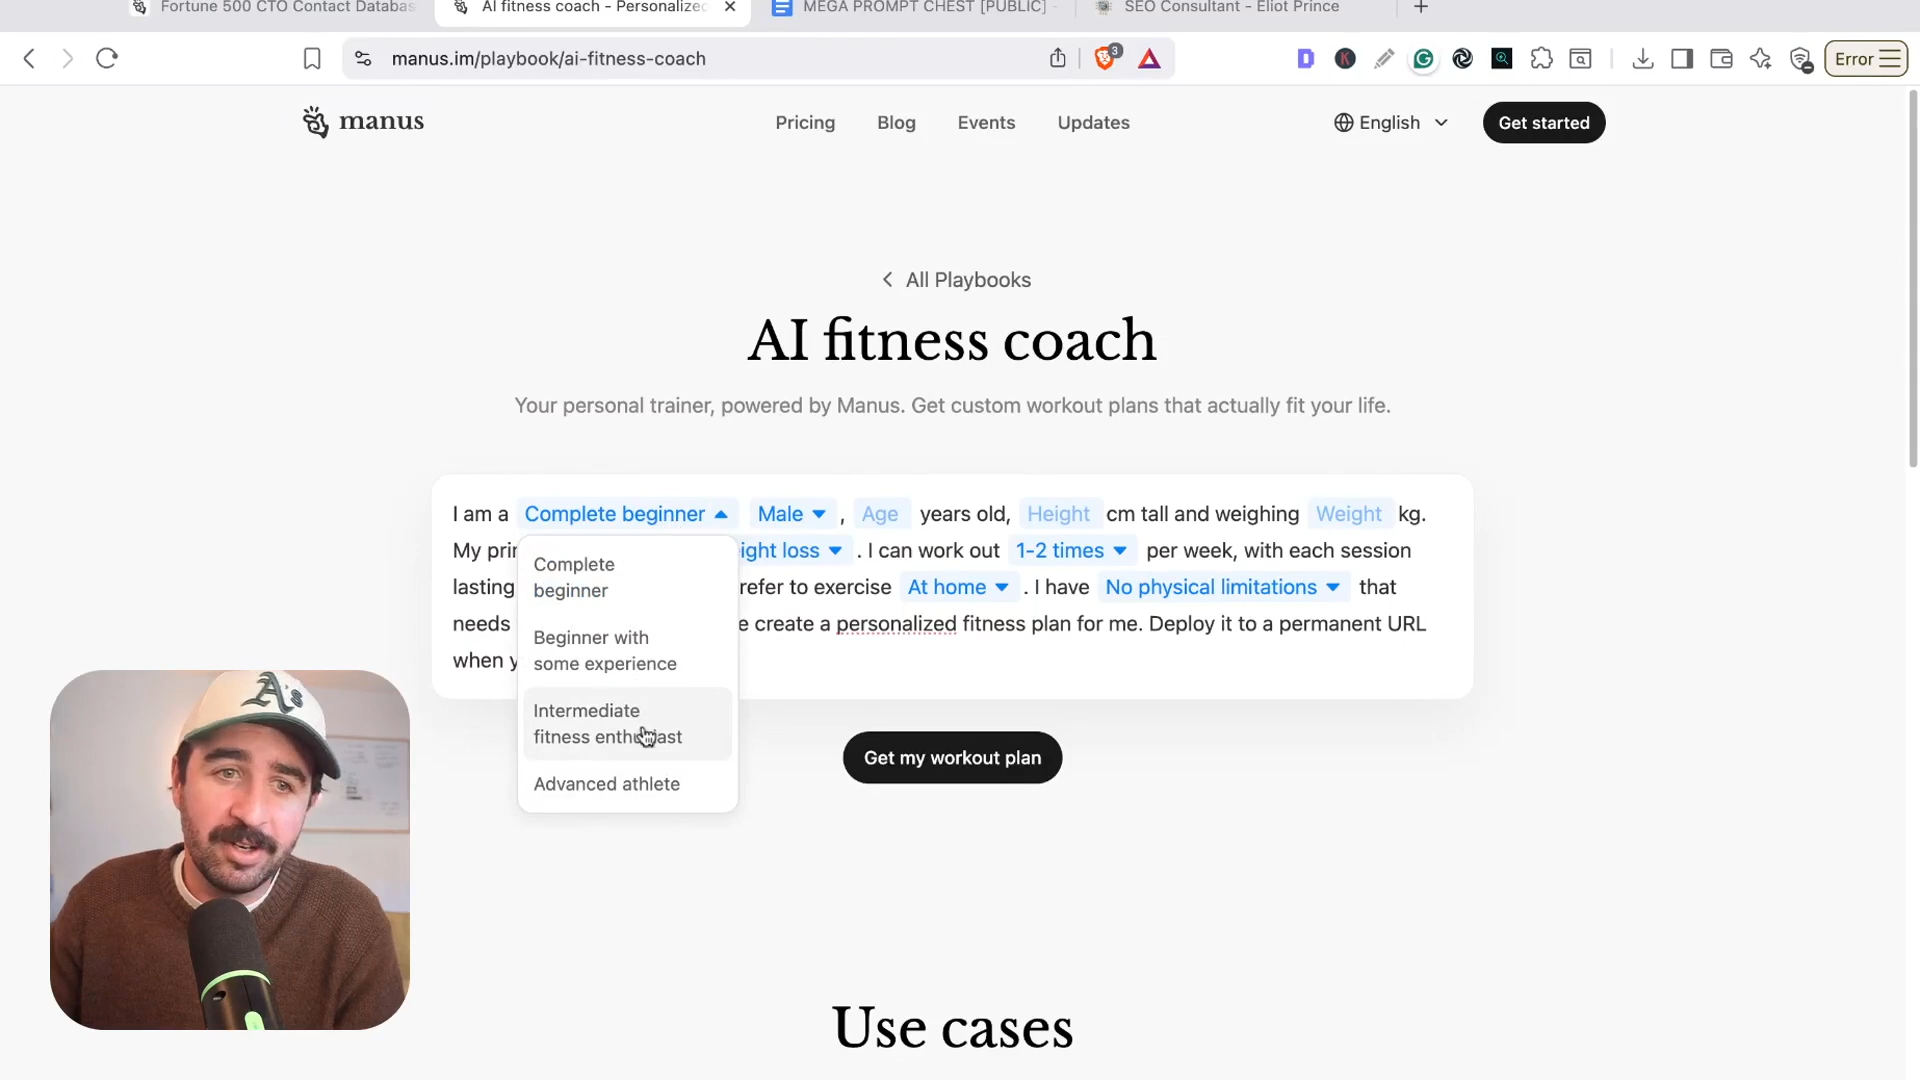 Fortune 500 CTO Contact Databas
AI fitness coach - Personalized
MEGA PROMPT CHEST [PUBLIC] -
SEO Consultant - Eliot Prince
manus.im/playbook/ai-fitness-coach
3
Error
manus
Pricing
Blog
Events
Updates
English
Get started
All Playbooks
AI fitness coach
Your personal trainer, powered by Manus. Get custom workout plans that actually fit your life.
I am a Complete beginner Male , Age years old, Height cm tall and weighing Weight kg.
My prin ight loss . I can work out 1-2 times per week, with each session
lasting refer to exercise At home . I have No physical limitations that
needs e create a personalized fitness plan for me. Deploy it to a permanent URL
when y
Complete
beginner
Beginner with
some experience
Intermediate
fitness enthusiast
Advanced athlete
Get my workout plan
A's
Use cases